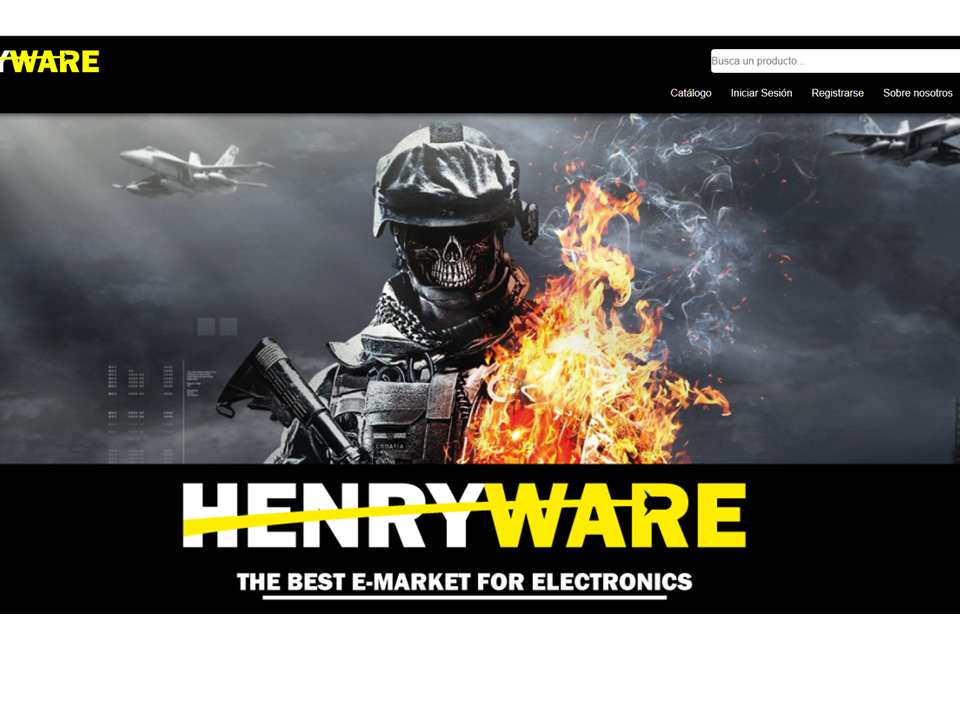 YWARE
Busca un producto...
Catálogo Iniciar Sesión Registrarse Sobre nosotros
CROATIA
HENRYWARE
THE BEST E-MARKET FOR ELECTRONICS